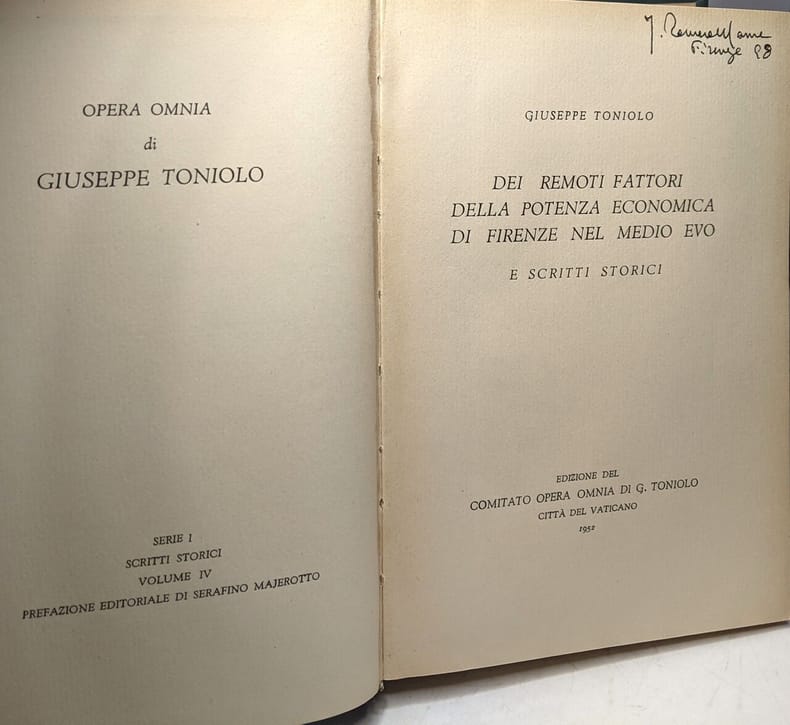 OPERA OMNIA
di
GIUSEPPE TONIOLO
SERIE I
SCRITTI STORICI
VOLUME IV
PREFAZIONE EDITORIALE DI SERAFINO MAJEROTTO
Firenze 98
GIUSEPPE TONIOLO
DEI REMOTI FATTORI
DELLA POTENZA ECONOMICA
DI FIRENZE NEL MEDIO EVO
E SCRITTI STORICI
EDIZIONE DEL
COMITATO OPERA OMNIA DI G. TONIOLO
CITTÀ DEL VATICANO
1952